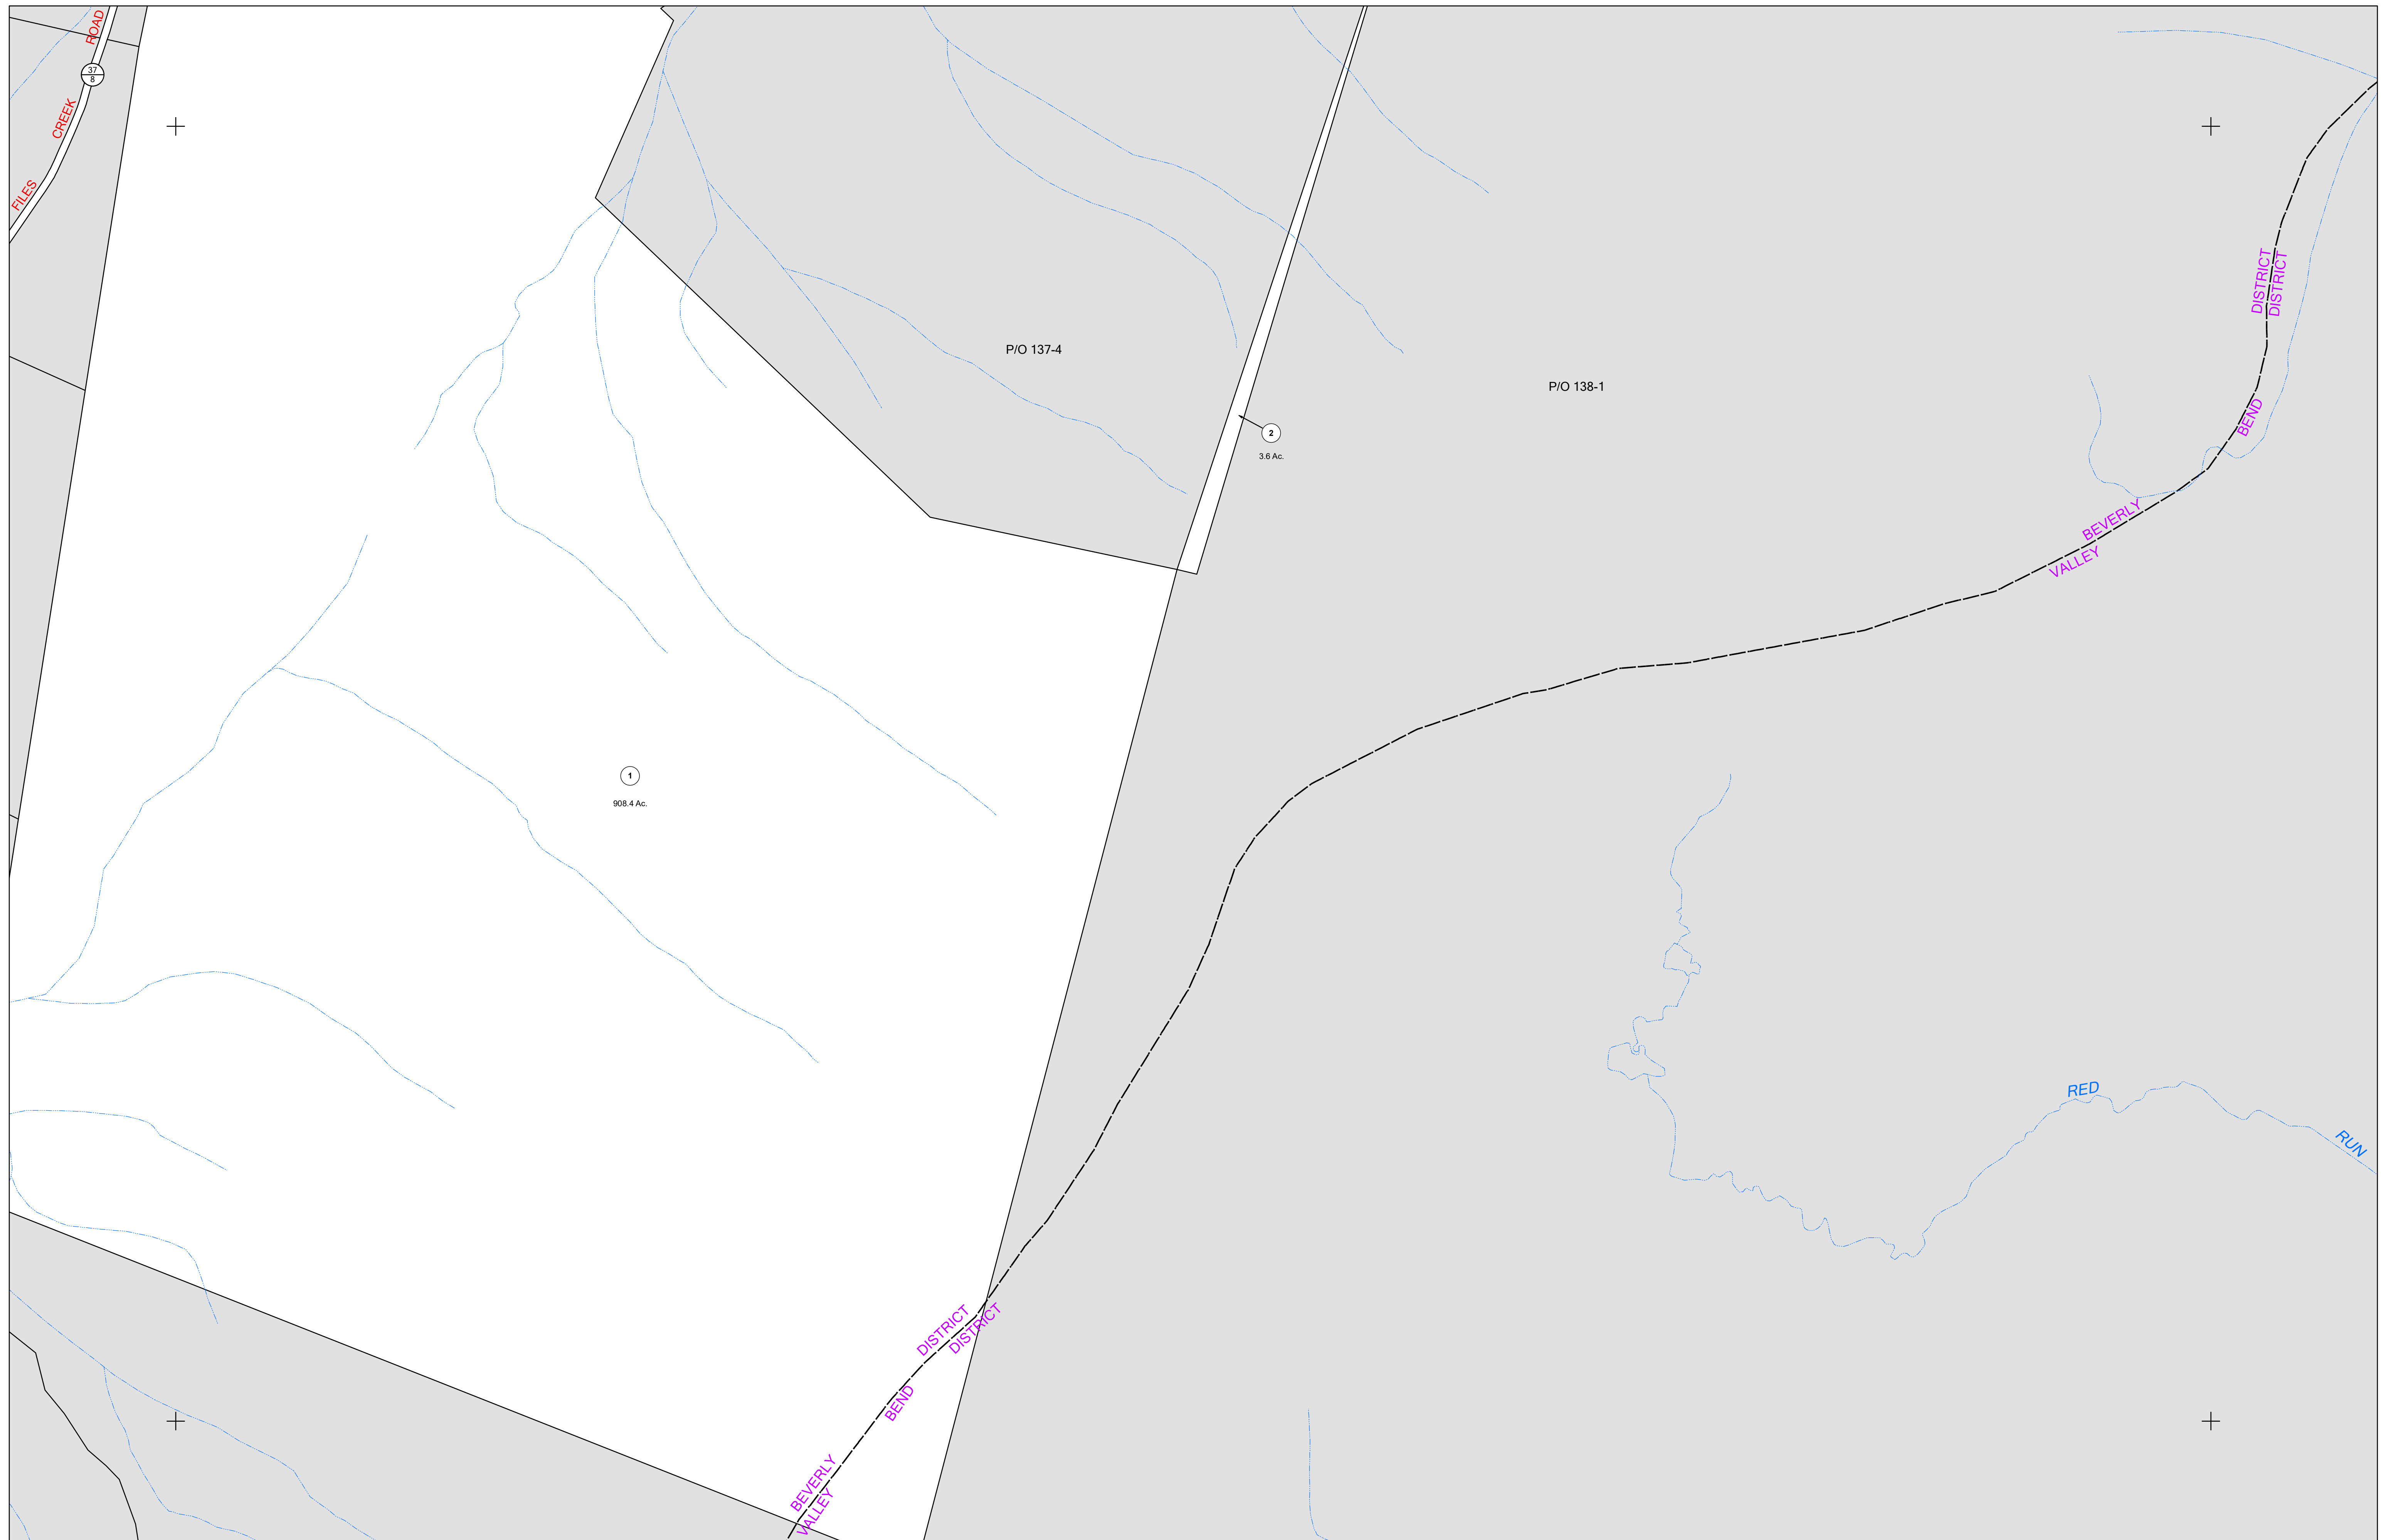 FILES CREEK ROAD
37
8
P/O 137-4
P/O 138-1
2
3.6 Ac.
DISTRICT
DISTRICT
BEND
BEVERLY
VALLEY
1
908.4 Ac.
RED RUN
DISTRICT
DISTRICT
BEND
BEVERLY
VALLEY